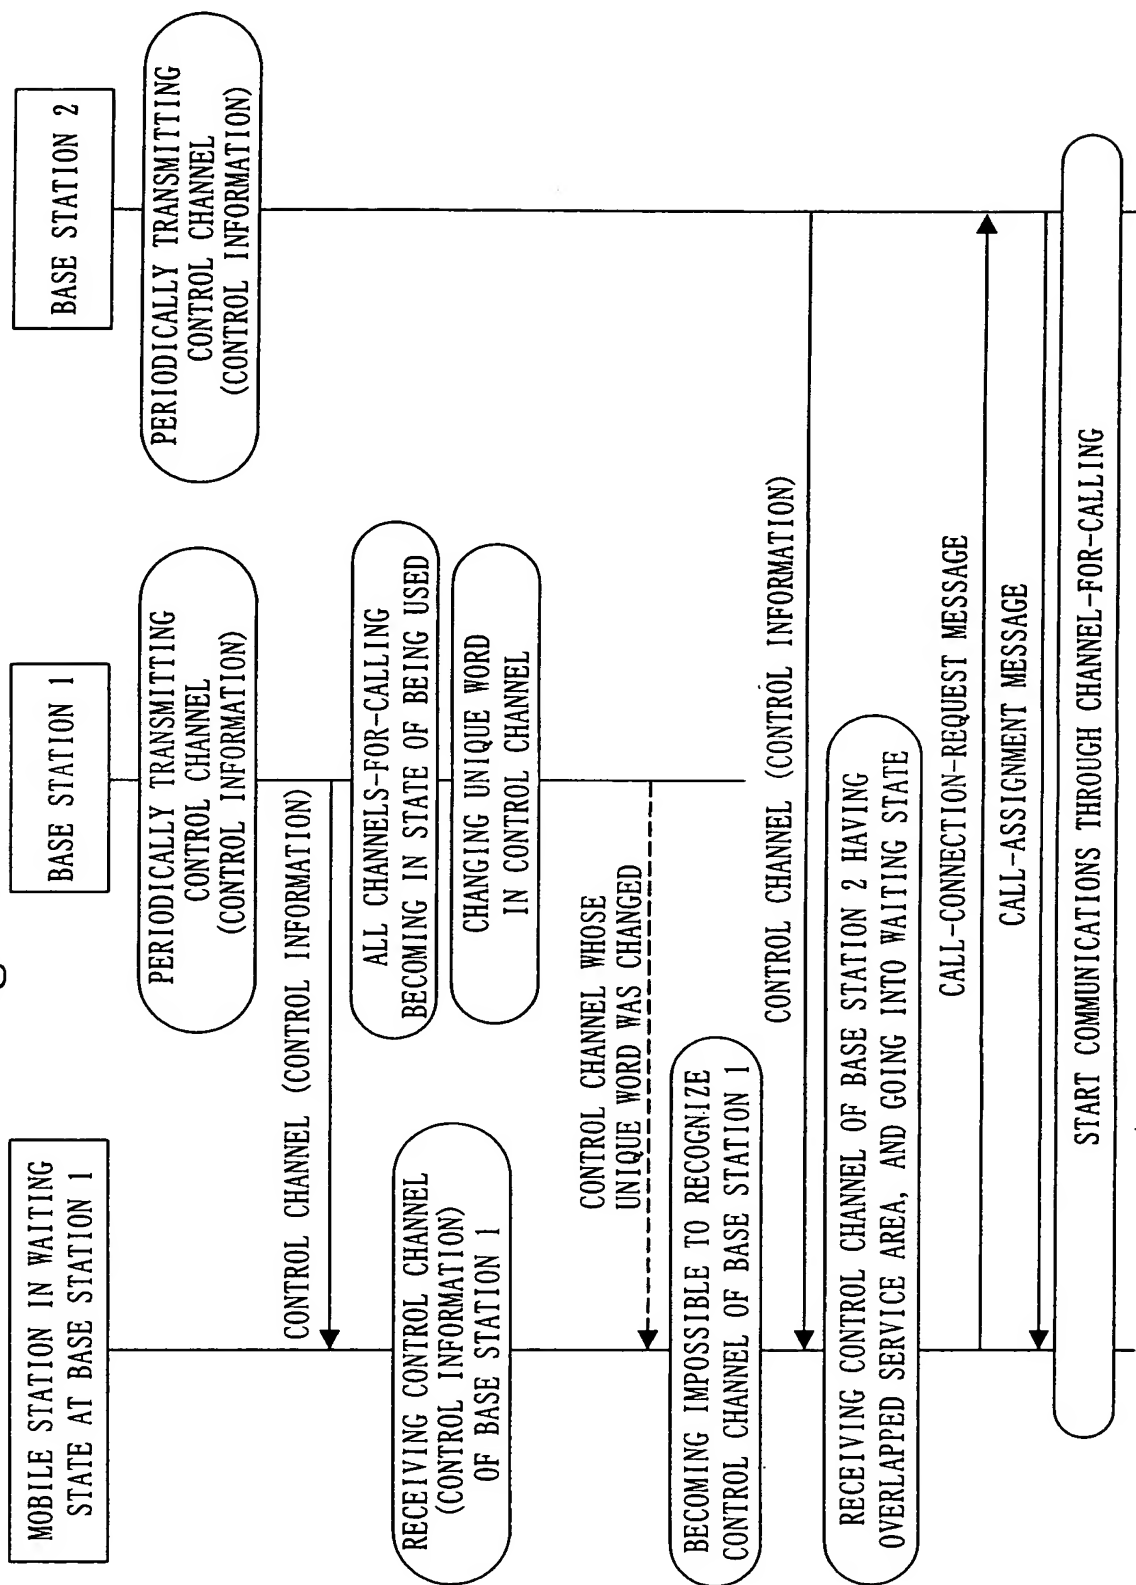 MOBILE STATION IN WAITING
STATE AT BASE STATION 1
BASE STATION 1
BASE STATION 2
PERIODICALLY TRANSMITTING
CONTROL CHANNEL
(CONTROL INFORMATION)
PERIODICALLY TRANSMITTING
CONTROL CHANNEL
(CONTROL INFORMATION)
CONTROL CHANNEL (CONTROL INFORMATION)
RECEIVING CONTROL CHANNEL
(CONTROL INFORMATION)
OF BASE STATION 1
ALL CHANNELS-FOR-CALLING
BECOMING IN STATE OF BEING USED
CHANGING UNIQUE WORD
IN CONTROL CHANNEL
CONTROL CHANNEL WHOSE
UNIQUE WORD WAS CHANGED
BECOMING IMPOSSIBLE TO RECOGNIZE
CONTROL CHANNEL OF BASE STATION 1
CONTROL CHANNEL (CONTROL INFORMATION)
RECEIVING CONTROL CHANNEL OF BASE STATION 2 HAVING
OVERLAPPED SERVICE AREA, AND GOING INTO WAITING STATE
CALL-CONNECTION-REQUEST MESSAGE
CALL-ASSIGNMENT MESSAGE
START COMMUNICATIONS THROUGH CHANNEL-FOR-CALLING